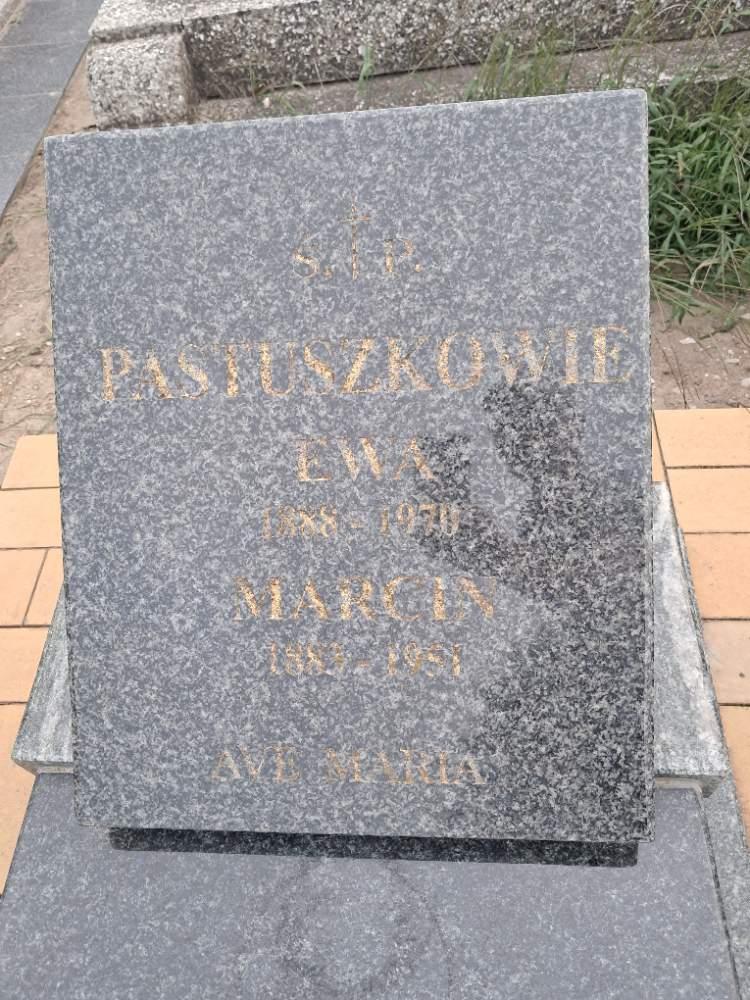 Ś. P.
PASTUSZKOWIE
EWA
1888 - 1970
MARCIN
1883 - 1951
AVE MARIA